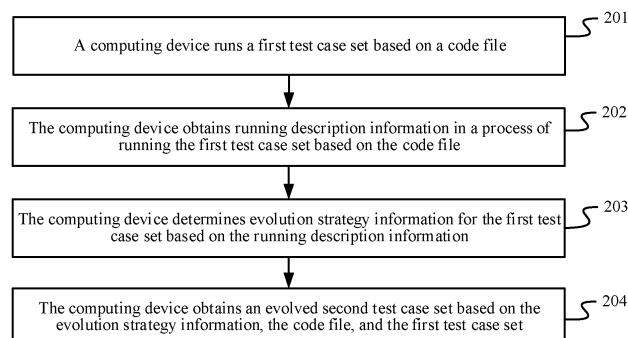 A computing device runs a first test case set based on a code file
201
The computing device obtains running description information in a process of
running the first test case set based on the code file
202
The computing device determines evolution strategy information for the first test
case set based on the running description information
203
The computing device obtains an evolved second test case set based on the
evolution strategy information, the code file, and the first test case set
204